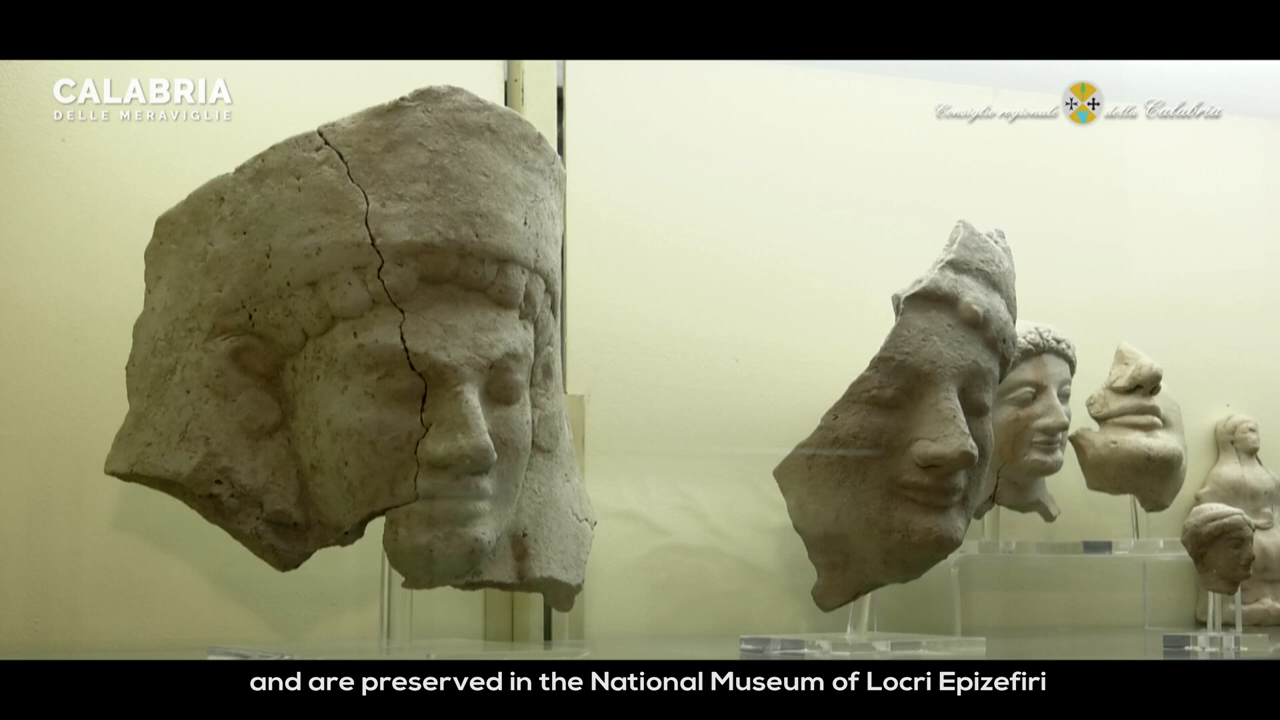 CALABRIA
DELLE MERAVIGLIE
Consiglio regionale della Calabria
and are preserved in the National Museum of Locri Epizefiri